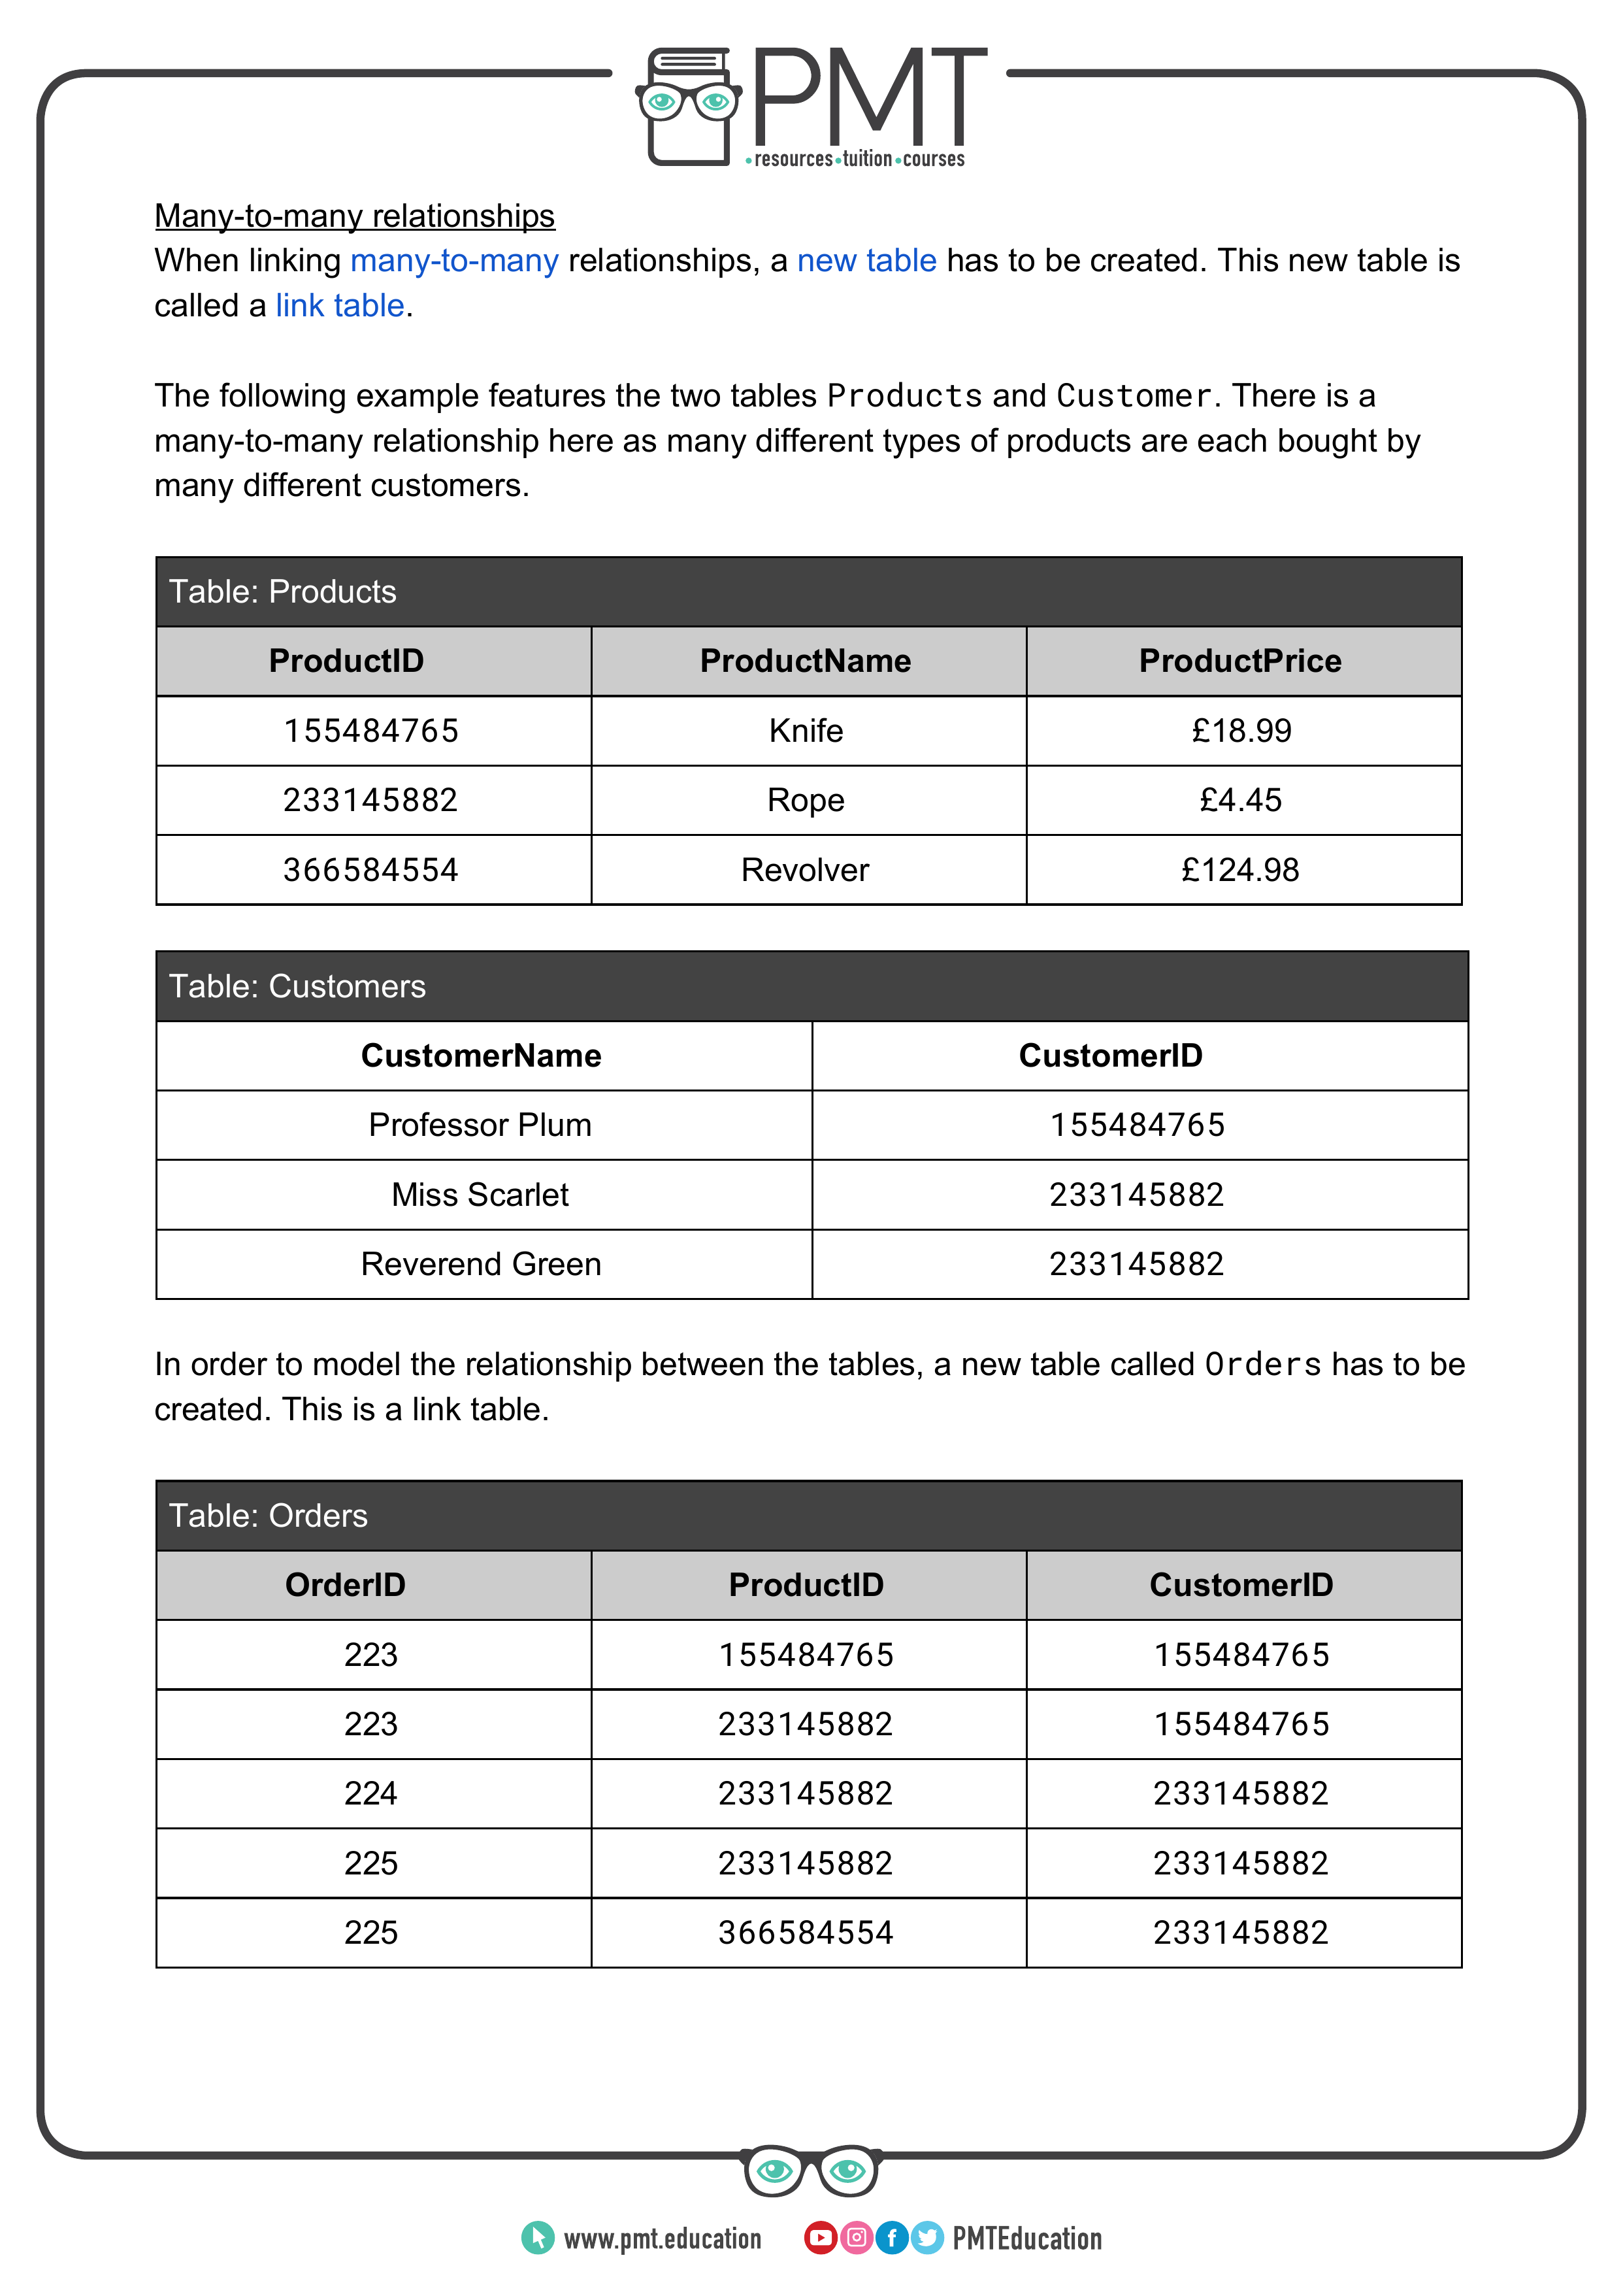 PMT
resources tuition courses
Many-to-many relationships
When linking many-to-many relationships, a new table has to be created. This new table is
called a link table.
The following example features the two tables Products and Customer. There is a
many-to-many relationship here as many different types of products are each bought by
many different customers.
Table: Products
ProductID ProductName ProductPrice
155484765 Knife £18.99
233145882 Rope £4.45
366584554 Revolver £124.98
Table: Customers
CustomerName CustomerID
Professor Plum 155484765
Miss Scarlet 233145882
Reverend Green 233145882
In order to model the relationship between the tables, a new table called Orders has to be
created. This is a link table.
Table: Orders
OrderID ProductID CustomerID
223 155484765 155484765
223 233145882 155484765
224 233145882 233145882
225 233145882 233145882
225 366584554 233145882
www.pmt.education PMTEducation